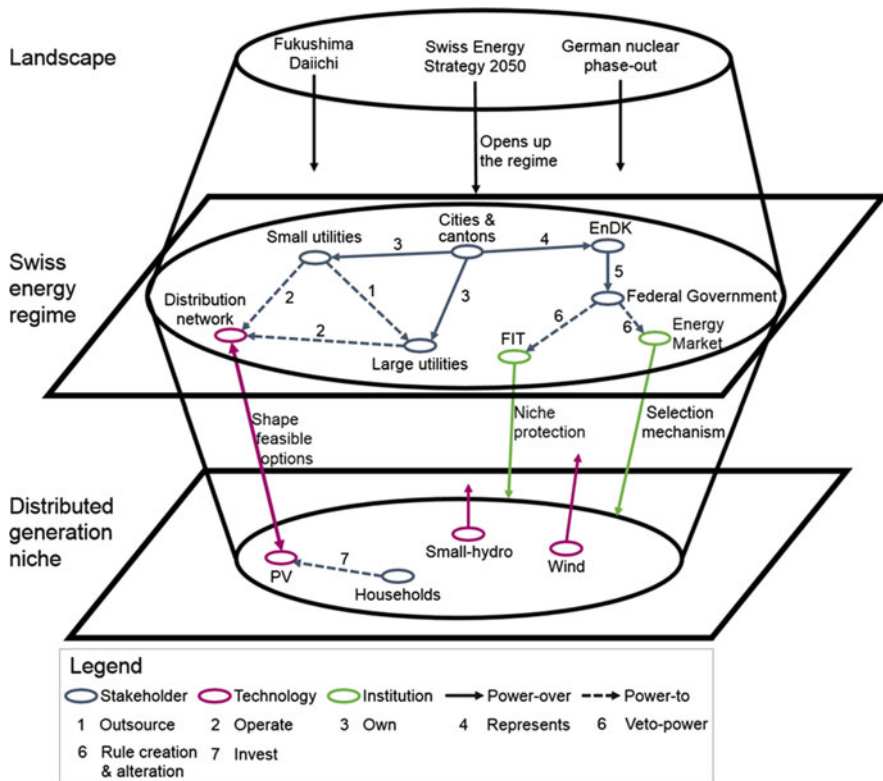 Landscape
Fukushima
Daiichi
Swiss Energy
Strategy 2050
German nuclear
phase-out
Opens up
the regime
Swiss
energy
regime
Small utilities
Cities &
cantons
EnDK
3
4
5
2
1
3
Federal Government
Distribution
network
2
6
6
FIT
Energy
Market
Large utilities
Shape
feasible
options
Niche
protection
Selection
mechanism
Distributed
generation
niche
Small-hydro
Wind
7
PV
Households
Legend
Stakeholder Technology Institution Power-over Power-to
1 Outsource 2 Operate 3 Own 4 Represents 6 Veto-power
6 Rule creation 7 Invest
& alteration